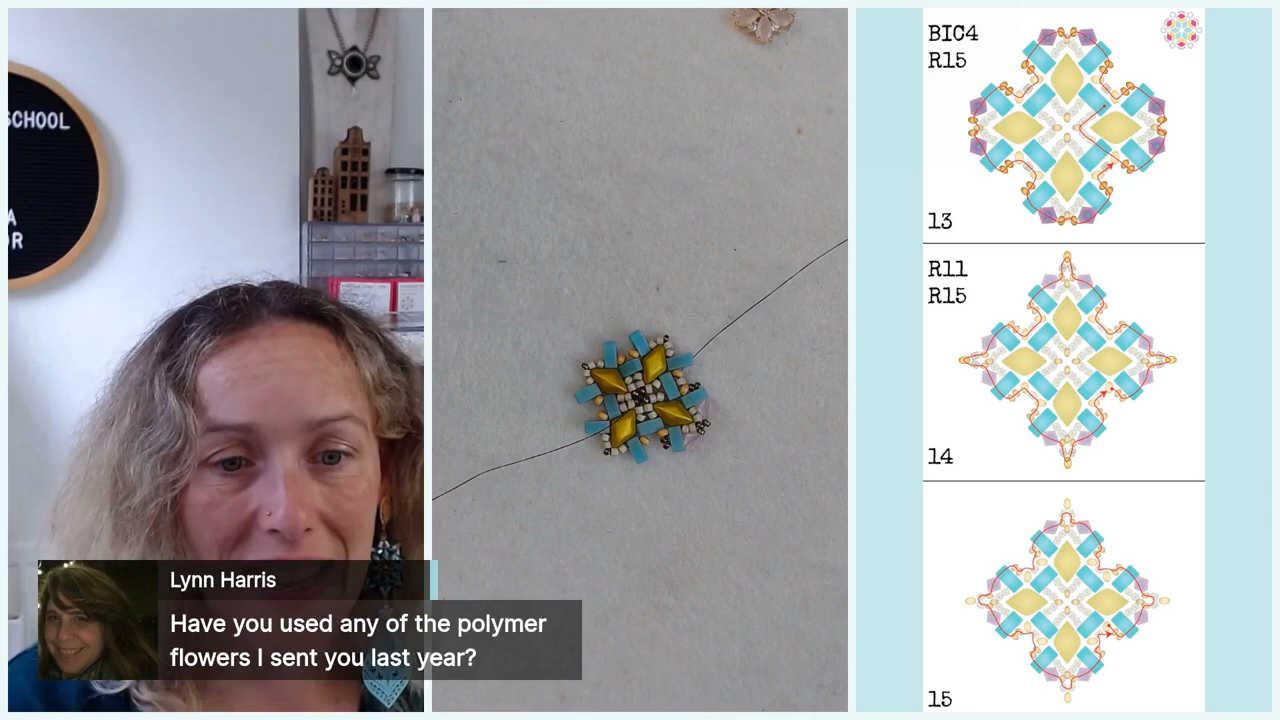 SCHOOL
A
OR
Lynn Harris
Have you used any of the polymer
flowers I sent you last year?
BIC4
R15
13
R11
R15
14
15